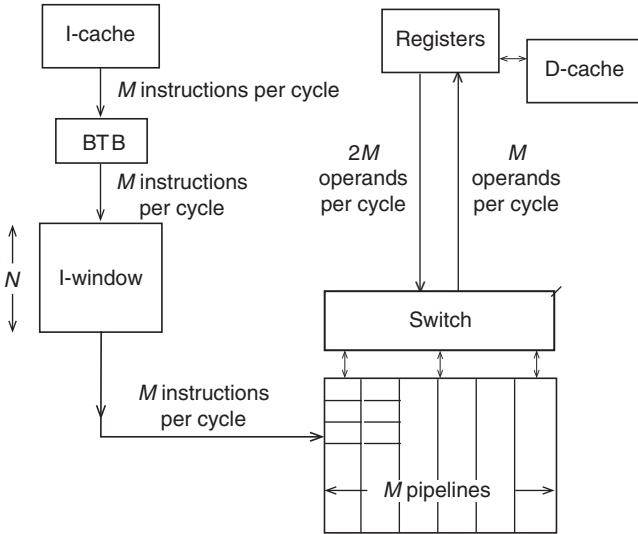 I-cache
M instructions per cycle
BTB
M instructions
per cycle
N
I-window
M instructions
per cycle
Registers
D-cache
2M
operands
per cycle
M
operands
per cycle
Switch
M pipelines